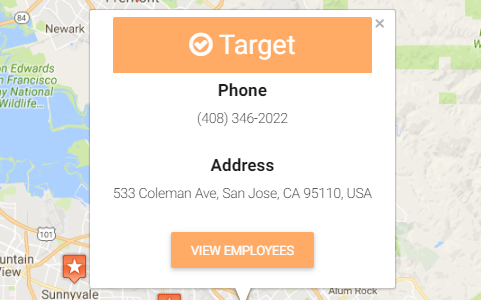 Fremont
84
Newark
Target
×
Phone
(408) 346-2022
Don Edwards
San Francisco
Bay National
Wildlife...
Address
533 Coleman Ave, San Jose, CA 95110, USA
VIEW EMPLOYEES
101
Mountain
View
Sunnyvale
Alum Rock